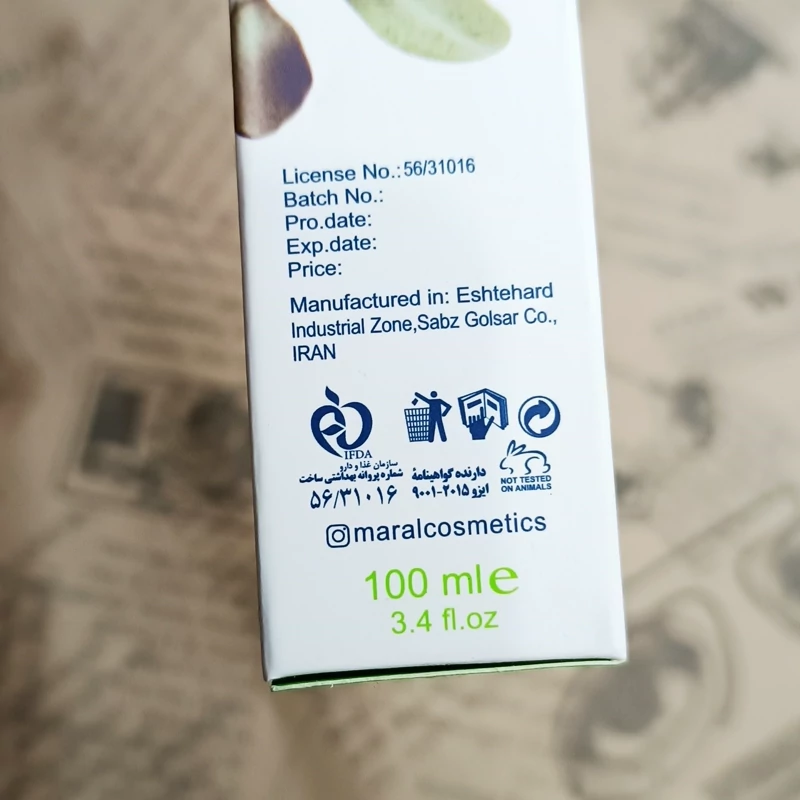 License No.:56/31016
Batch No.:
Pro.date:
Exp.date:
Price:
Manufactured in: Eshtehard
Industrial Zone,Sabz Golsar Co.,
IRAN
IFDA
سازمان غذا و دارو
شماره پروانه بهداشتی ساخت
۵۶/۳۱۰۱۶
دارنده گواهینامهٔ
ایزو ۲۰۱۵-۹۰۰۱
NOT TESTED
ON ANIMALS
maralcosmetics
100 ml e
3.4 fl.oz